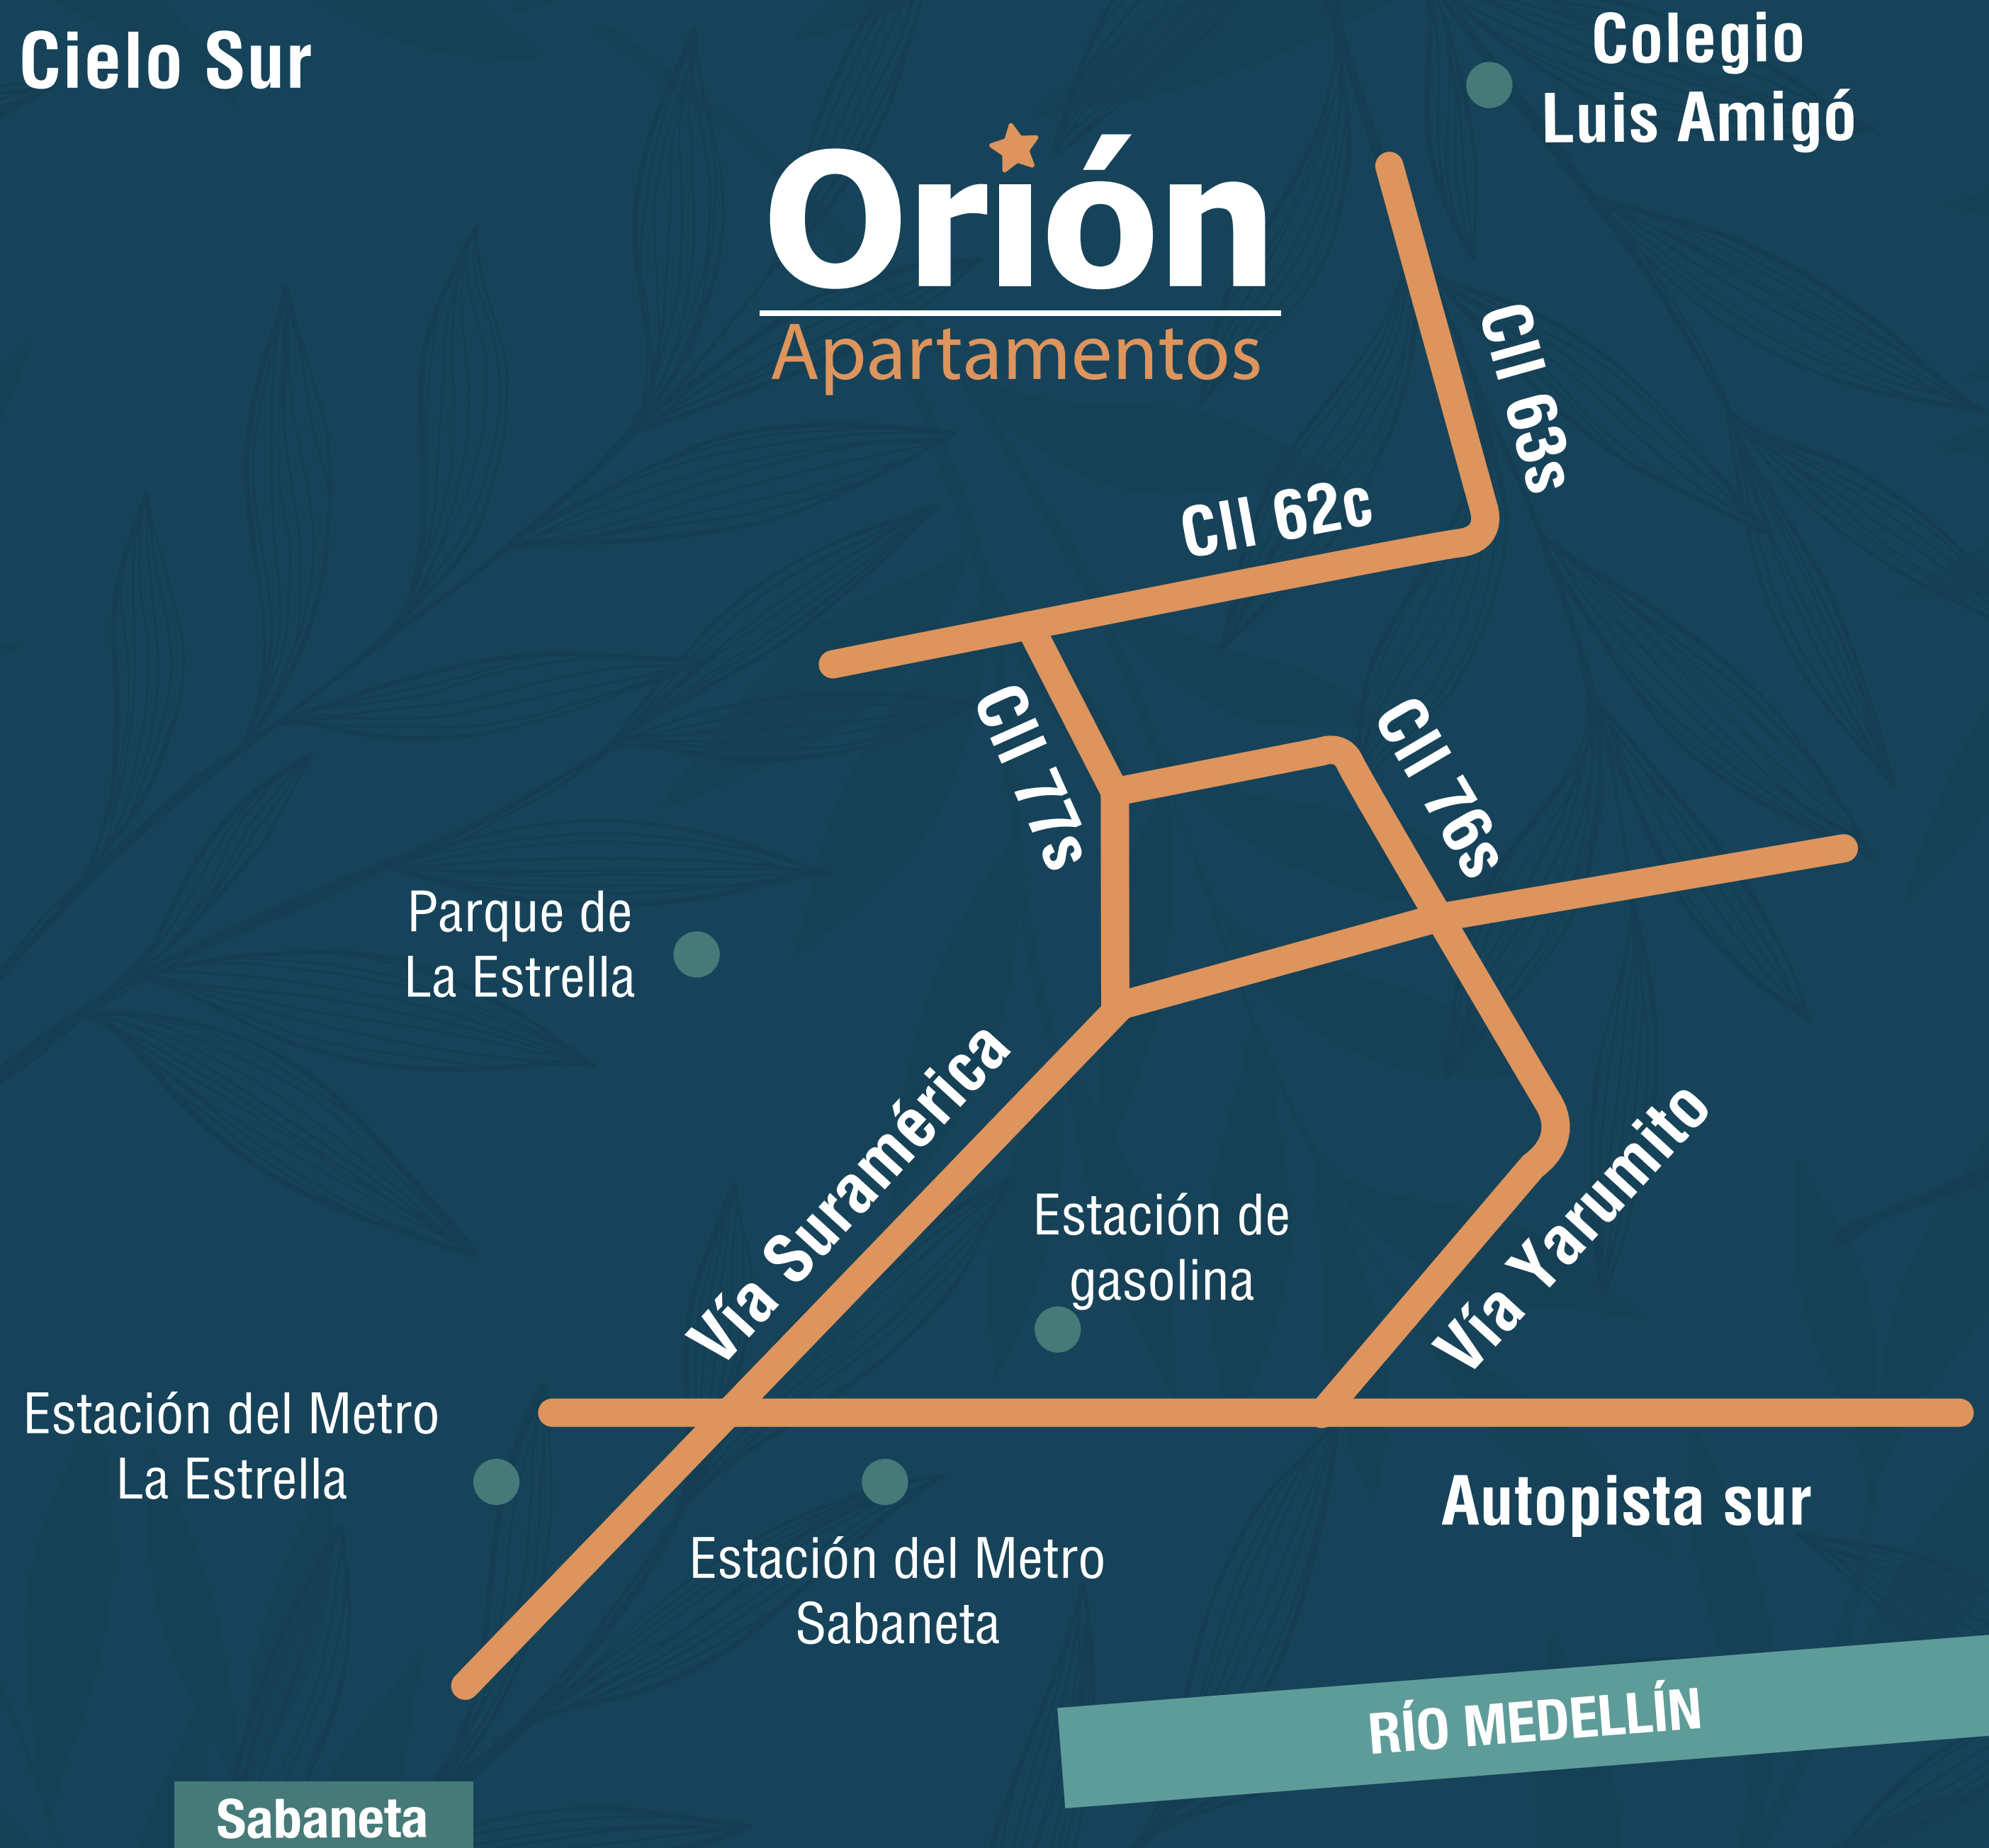 Cielo Sur
Colegio
Luis Amigó
Orión
Apartamentos
Cll 63s
Cll 62c
Cll 77s
Cll 76s
Parque de
La Estrella
Vía Suramérica
Estación de
gasolina
Vía Yarumito
Estación del Metro
La Estrella
Autopista sur
Estación del Metro
Sabaneta
RÍO MEDELLÍN
Sabaneta